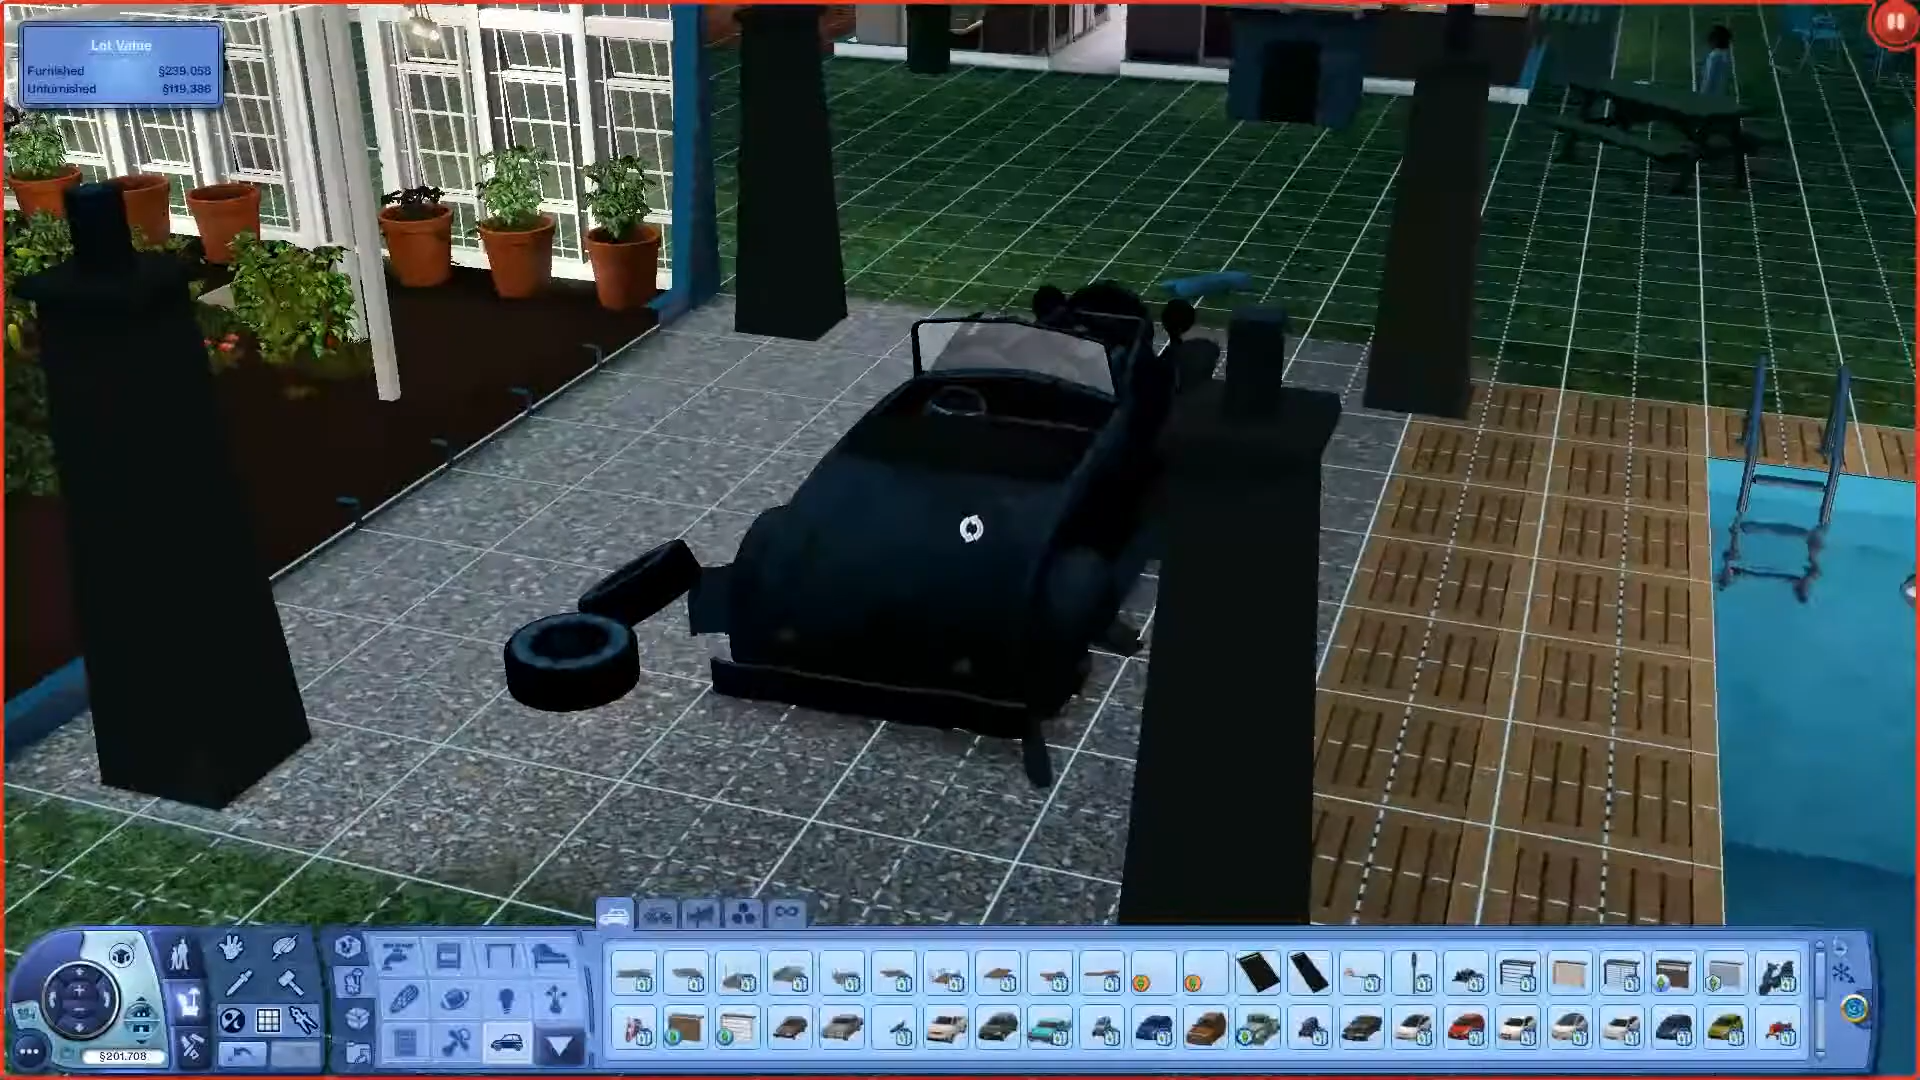 Lot Value
Furnished §239,058
Unfurnished §119,386
§201,708